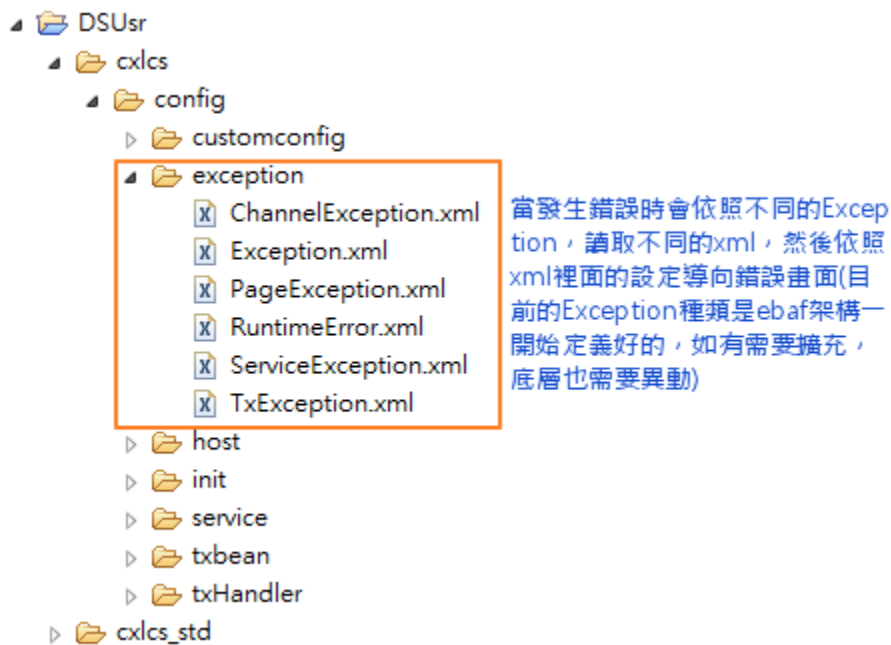 DSUsr
cxlcs
config
customconfig
exception
ChannelException.xml
Exception.xml
PageException.xml
RuntimeError.xml
ServiceException.xml
TxException.xml
當發生錯誤時會依照不同的Excep
tion，讀取不同的xml，然後依照
xml裡面的設定導向錯誤畫面(目
前的Exception種類是ebaf架構一
開始定義好的，如有需要擴充，
底層也需要異動)
host
init
service
txbean
txHandler
cxlcs_std